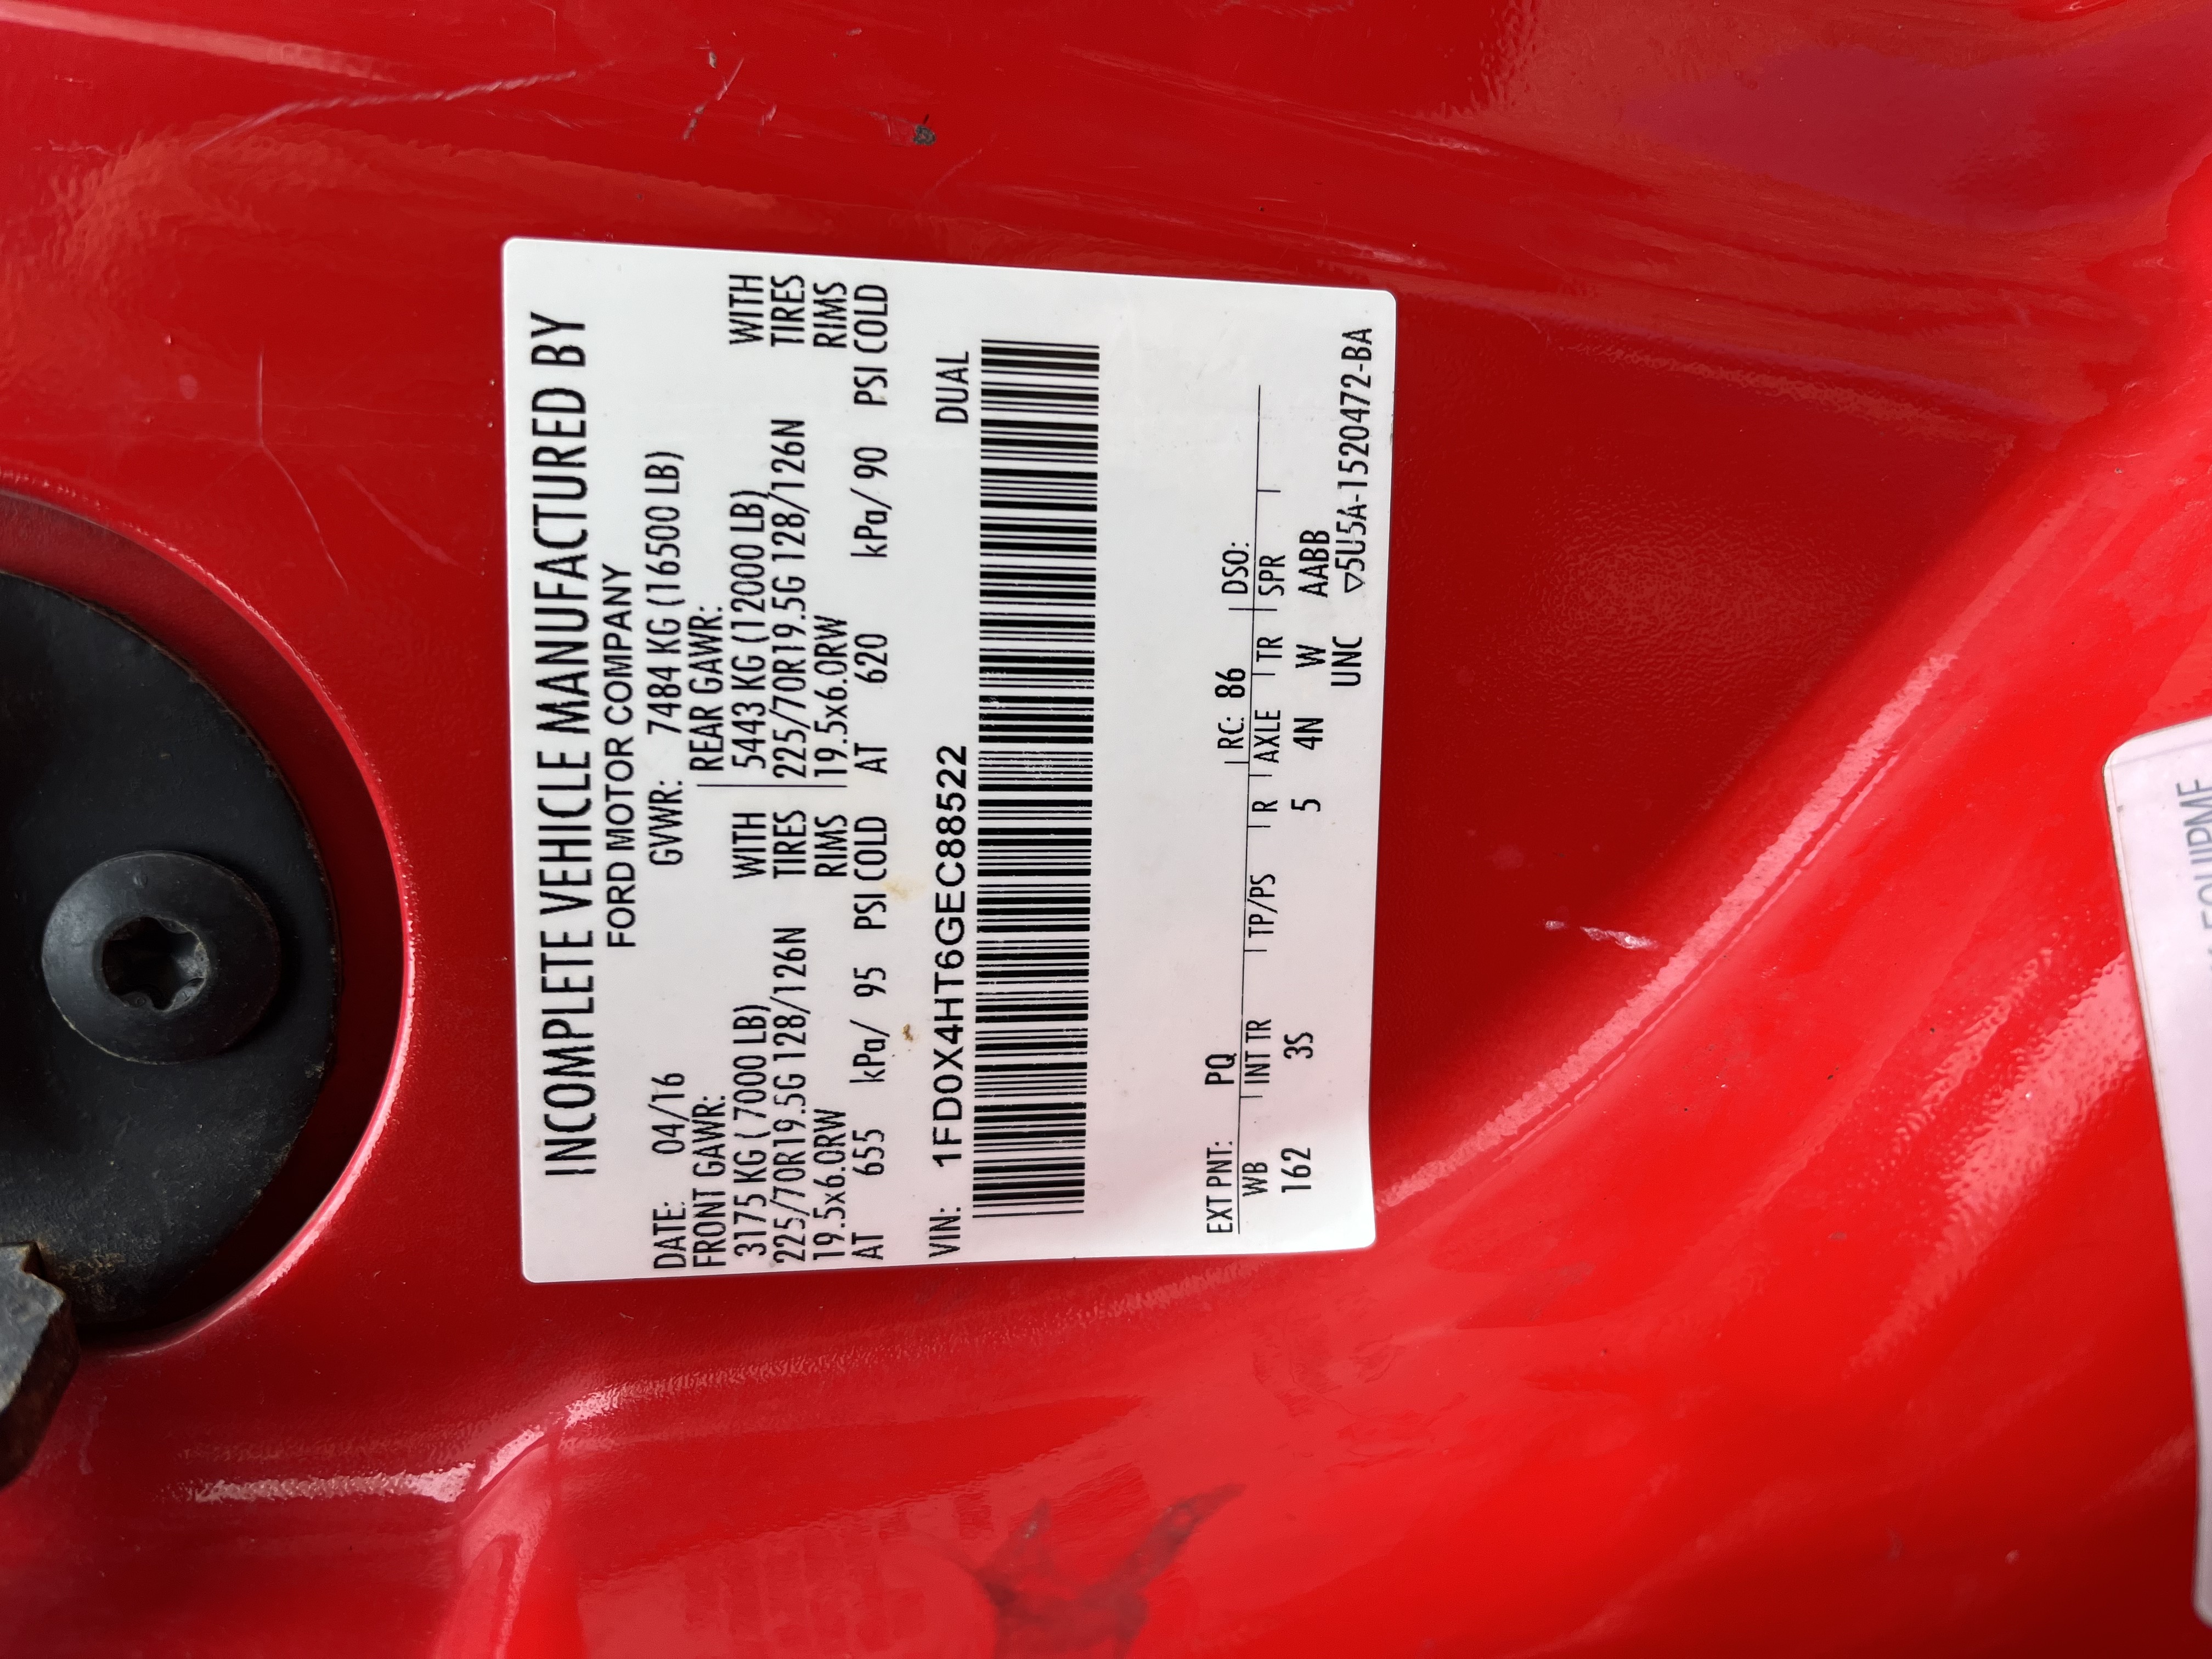 INCOMPLETE VEHICLE MANUFACTURED BY
FORD MOTOR COMPANY
DATE: 04/16 GVWR: 7484 KG (16500 LB)
FRONT GAWR: REAR GAWR:
3175 KG ( 7000 LB) WITH 5443 KG (12000 LB) WITH
225/70R19.5G 128/126N TIRES 225/70R19.5G 128/126N TIRES
19.5x6.0RW RIMS 19.5x6.0RW RIMS
AT 655 kPa/ 95 PSI COLD AT 620 kPa/ 90 PSI COLD
VIN: 1FD0X4HT6GEC88522 DUAL
EXT PNT: PQ RC: 86 DSO:
WB INT TR TP/PS R AXLE TR SPR
162 3S 5 4N W AABB
UNC ▽5U5A-1520472-BA
EQUIPME